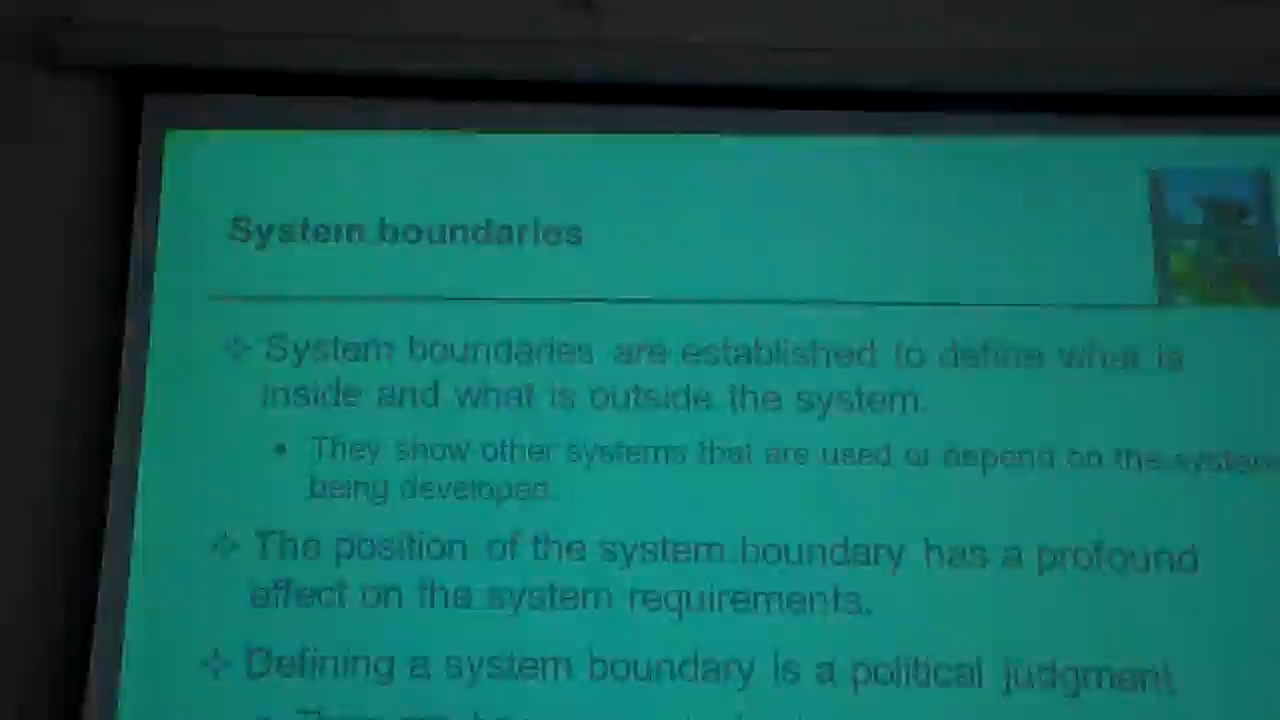 System boundaries
System boundaries are established to define what is
inside and what is outside the system.
• They show other systems that are used or depend on the system
being developed.
The position of the system boundary has a profound
effect on the system requirements.
Defining a system boundary is a political judgment